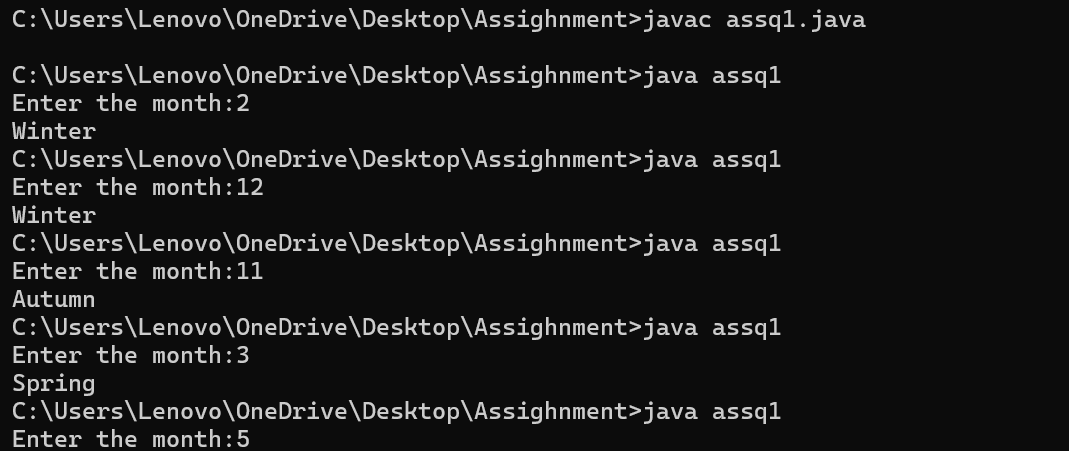 C:\Users\Lenovo\OneDrive\Desktop\Assighnment>javac assq1.java
C:\Users\Lenovo\OneDrive\Desktop\Assighnment>java assq1
Enter the month:2
Winter
C:\Users\Lenovo\OneDrive\Desktop\Assighnment>java assq1
Enter the month:12
Winter
C:\Users\Lenovo\OneDrive\Desktop\Assighnment>java assq1
Enter the month:11
Autumn
C:\Users\Lenovo\OneDrive\Desktop\Assighnment>java assq1
Enter the month:3
Spring
C:\Users\Lenovo\OneDrive\Desktop\Assighnment>java assq1
Enter the month:5